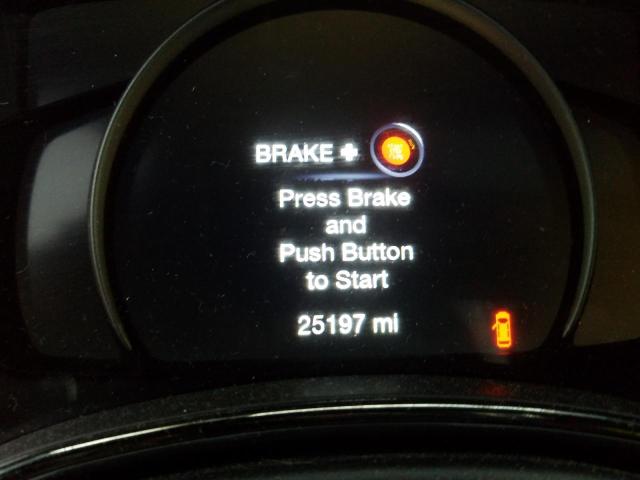 BRAKE +
Press Brake
and
Push Button
to Start
25197 mi